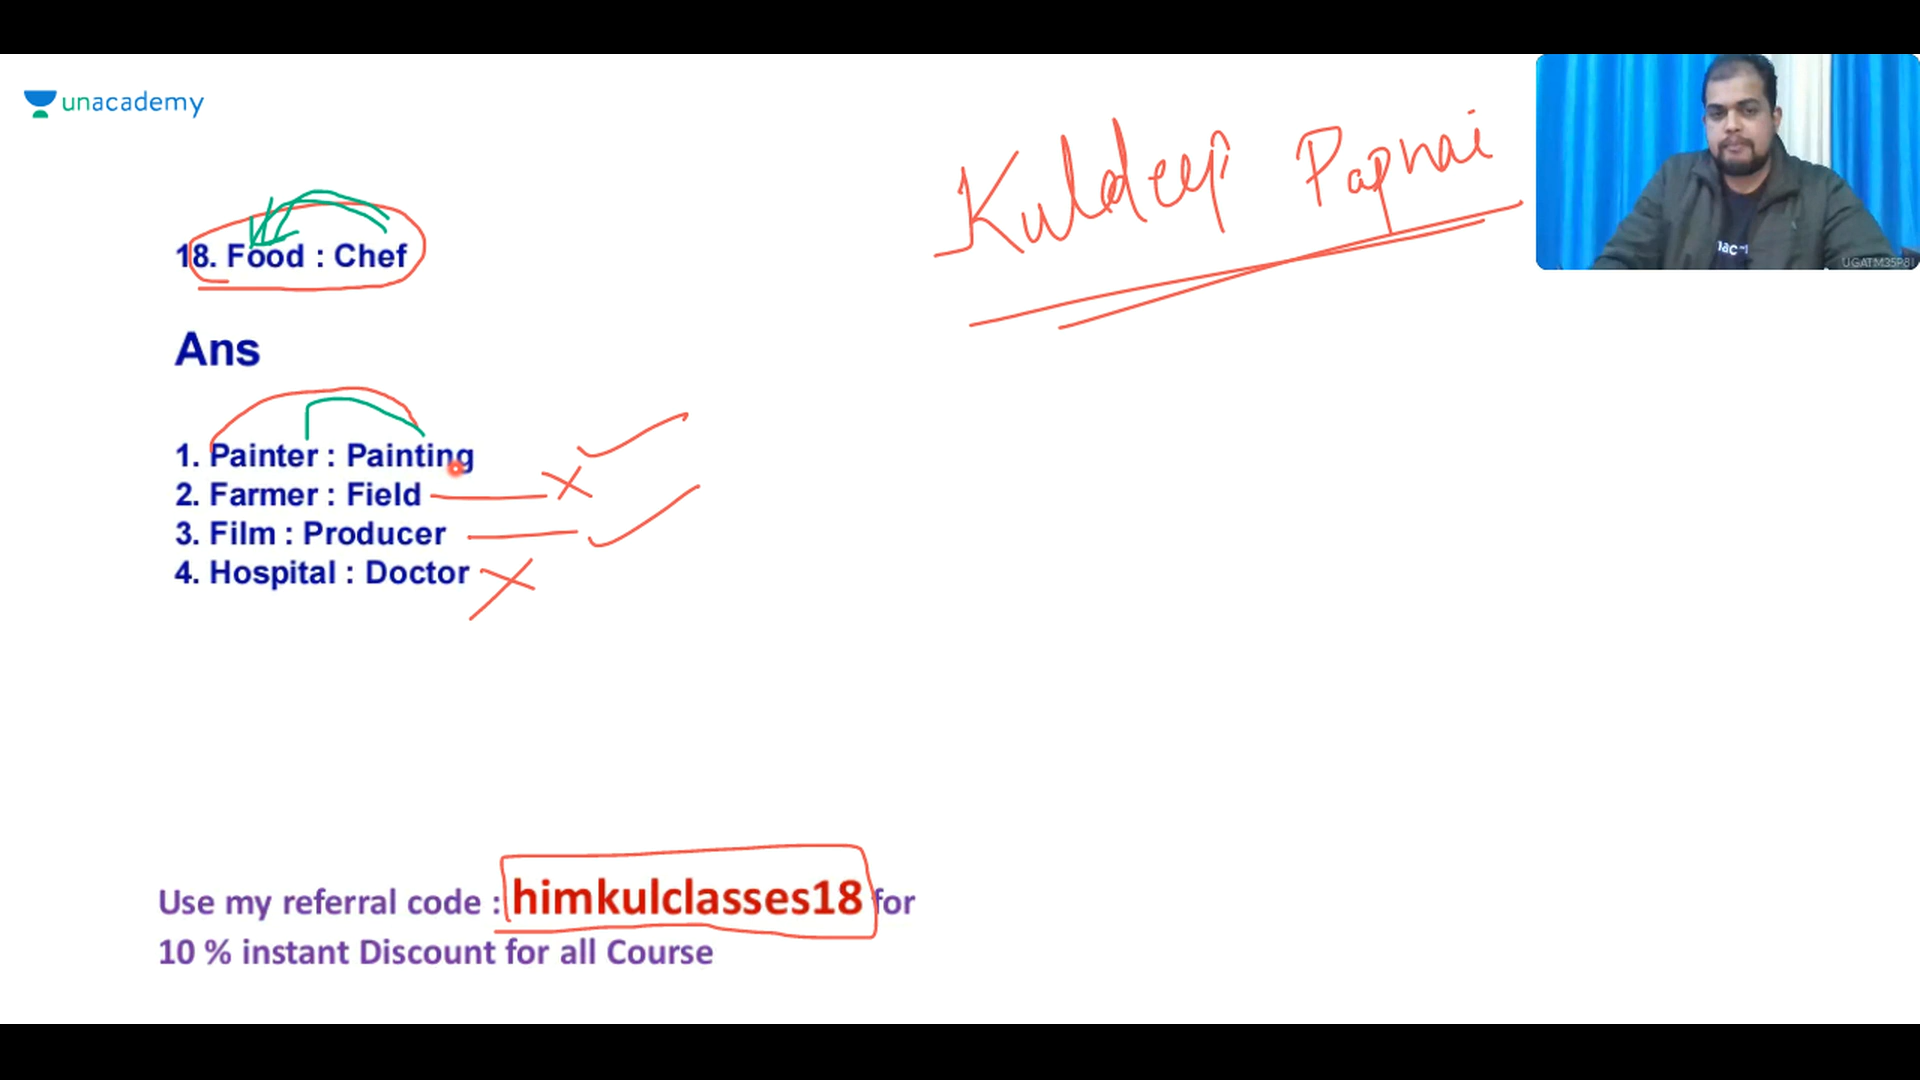 unacademy
Kuldeep Papnai
UGATM35P8I
18. Food : Chef
Ans
1. Painter : Painting
2. Farmer : Field
3. Film : Producer
4. Hospital : Doctor
Use my referral code : himkulclasses18 for
10 % instant Discount for all Course